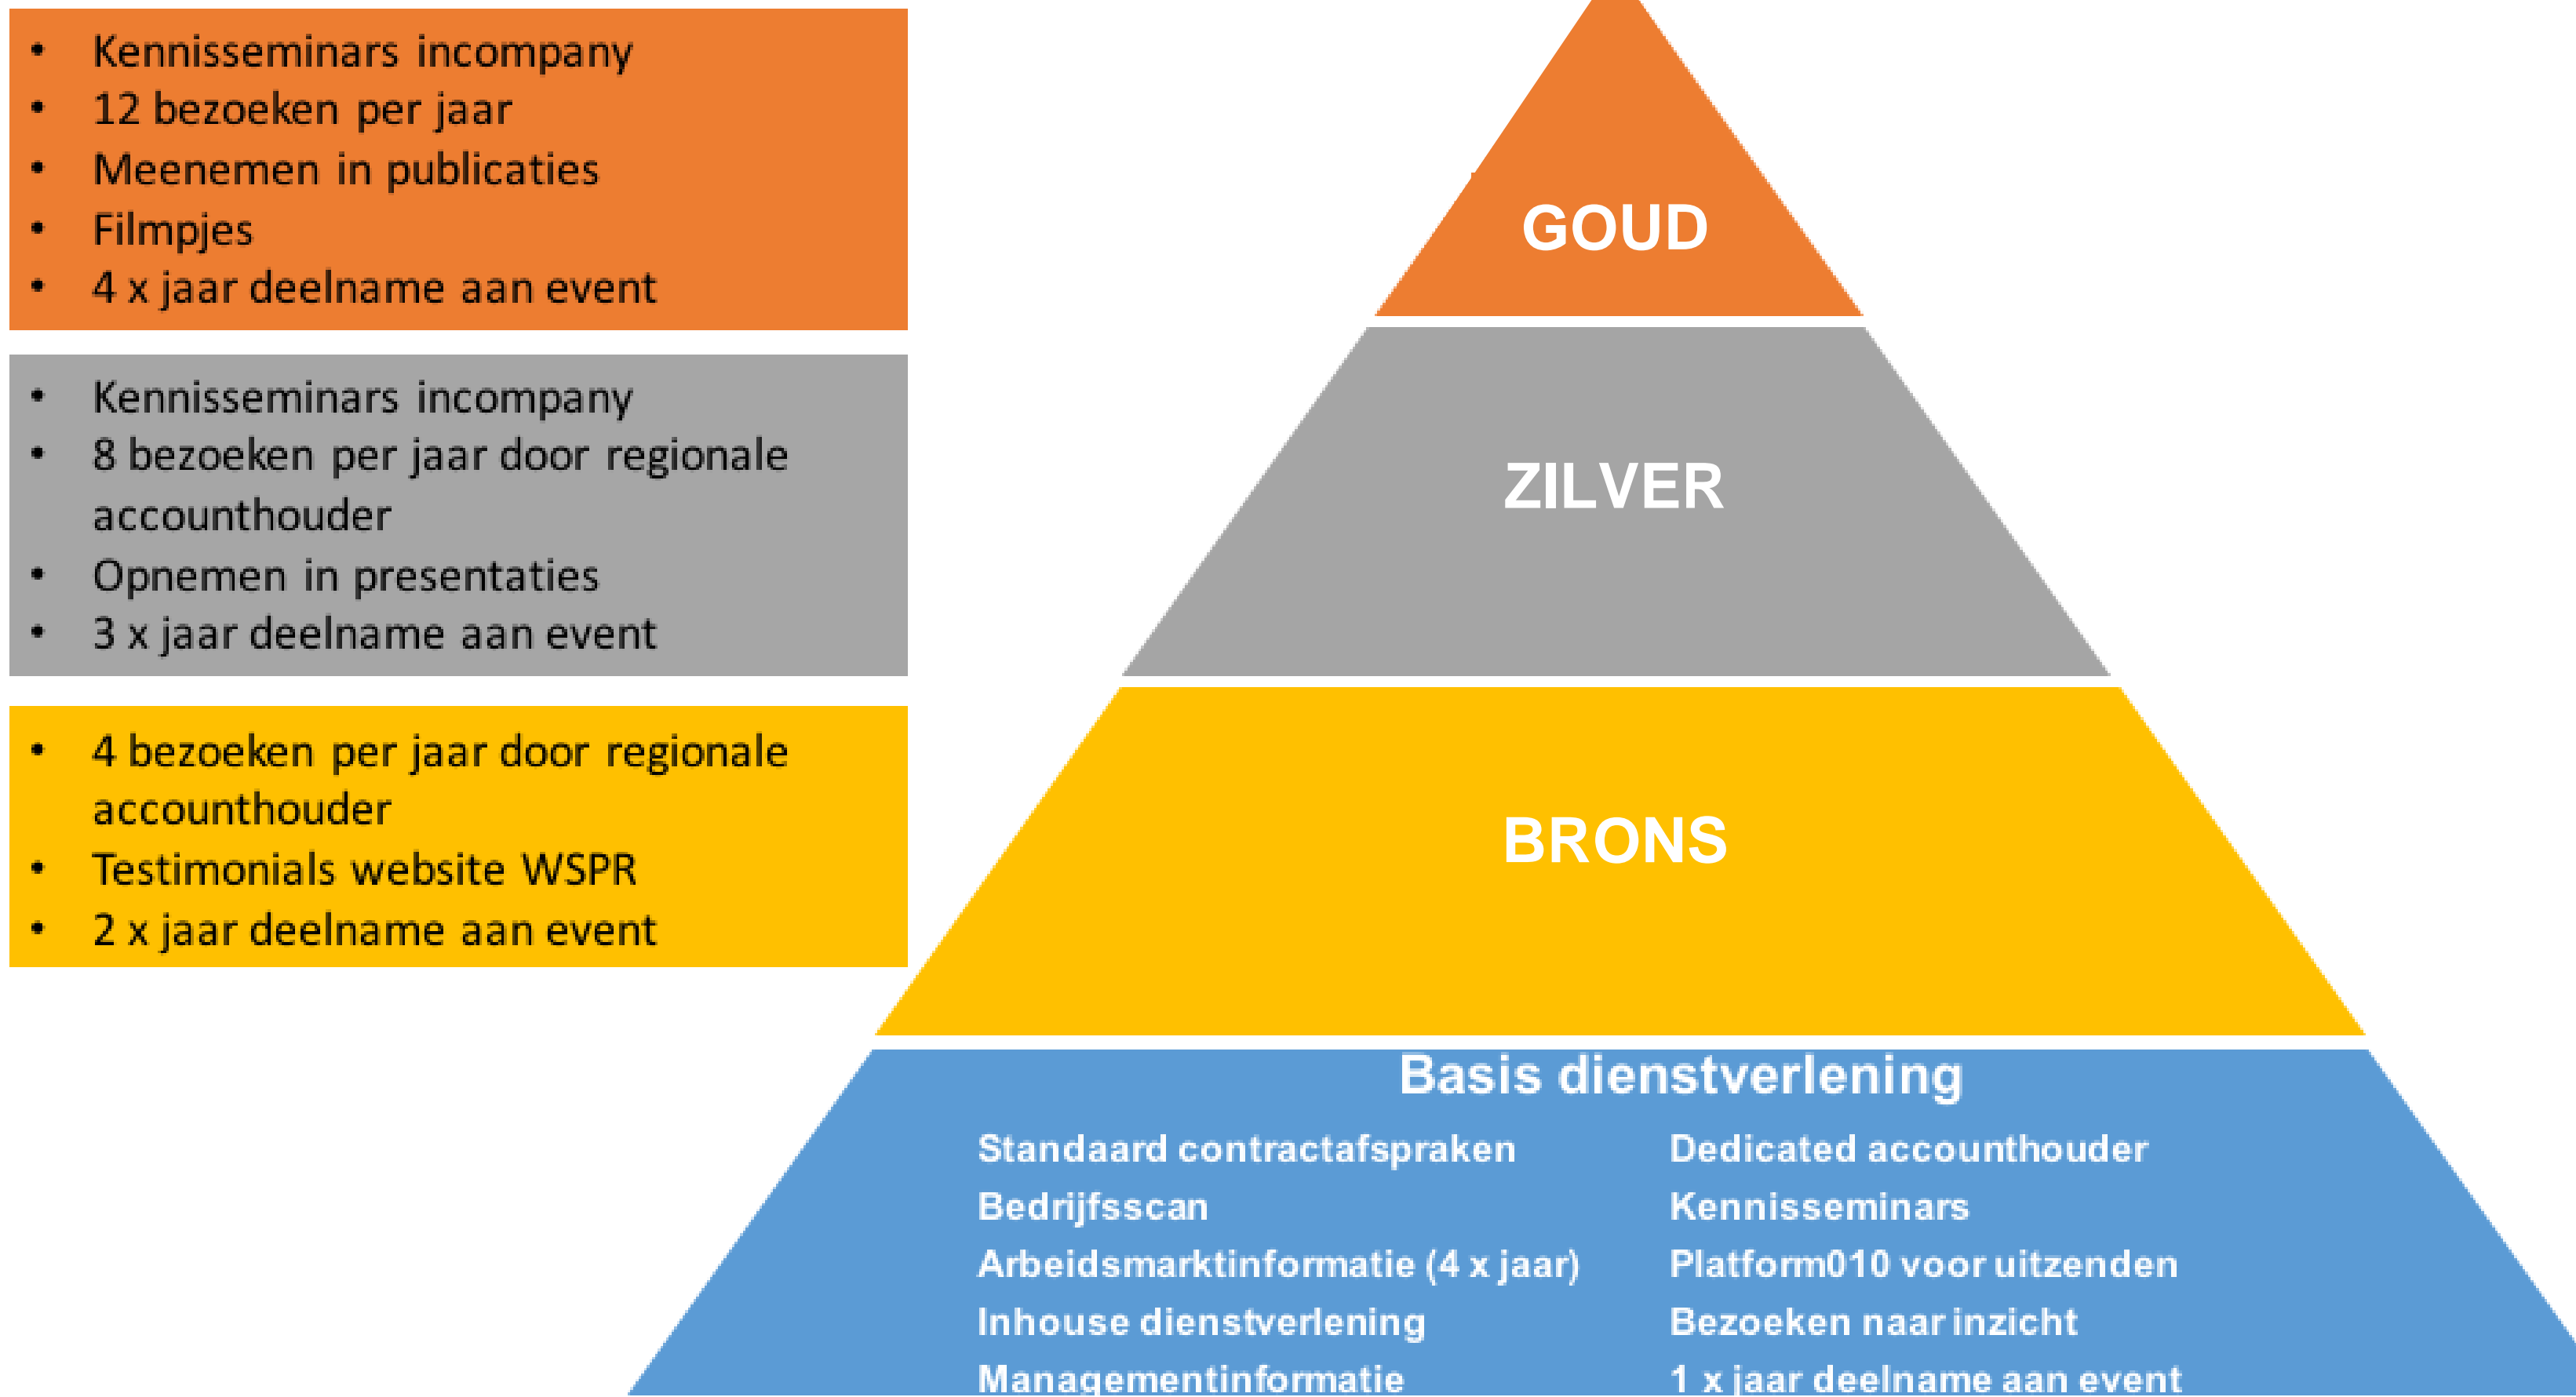 • Kennisseminars incompany
• 12 bezoeken per jaar
• Meenemen in publicaties
• Filmpjes
• 4 x jaar deelname aan event
• Kennisseminars incompany
• 8 bezoeken per jaar door regionale
accounthouder
• Opnemen in presentaties
• 3 x jaar deelname aan event
• 4 bezoeken per jaar door regionale
accounthouder
• Testimonials website WSPR
• 2 x jaar deelname aan event
GOUD
ZILVER
BRONS
Basis dienstverlening
Standaard contractafspraken
Bedrijfsscan
Arbeidsmarktinformatie (4 x jaar)
Inhouse dienstverlening
Managementinformatie
Dedicated accounthouder
Kennisseminars
Platform010 voor uitzenden
Bezoeken naar inzicht
1 x jaar deelname aan event